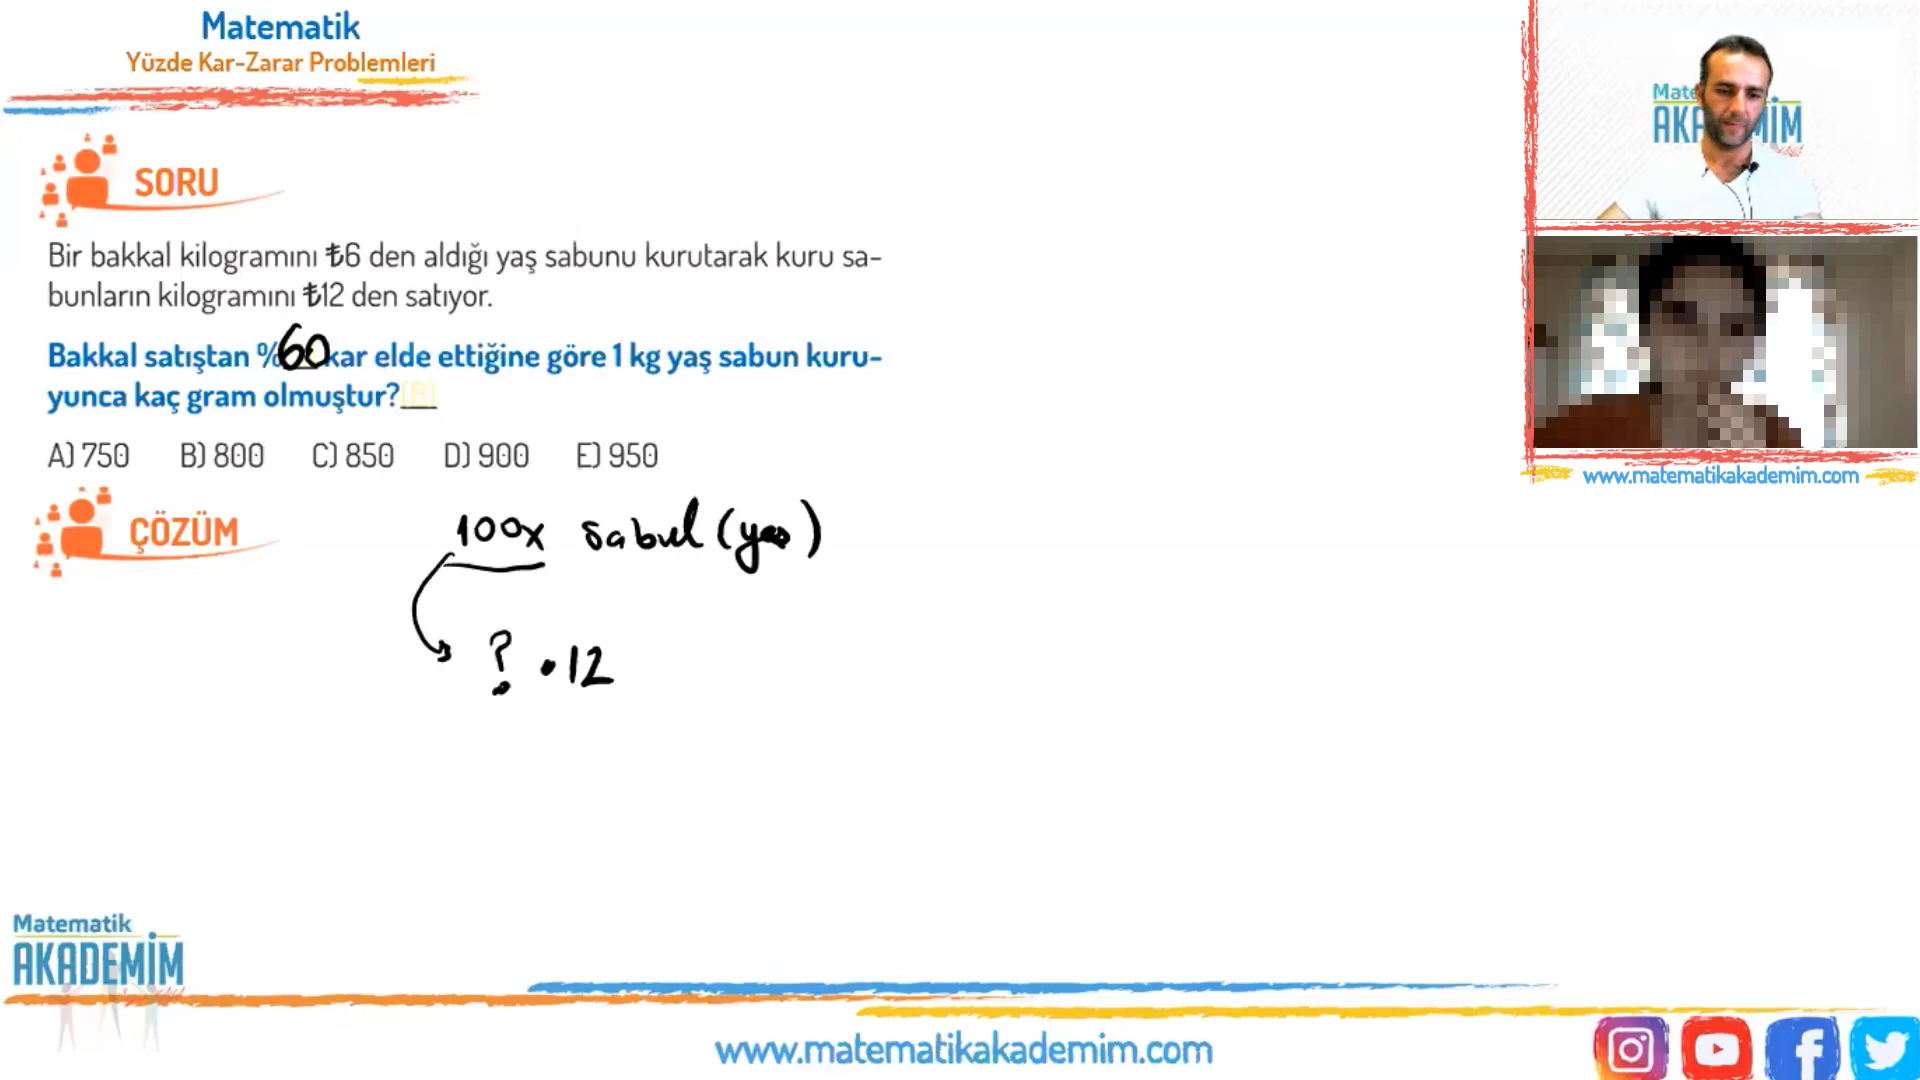 Matematik
Yüzde Kar-Zarar Problemleri
SORU
Bir bakkal kilogramını ₺6 den aldığı yaş sabunu kurutarak kuru sa-
bunların kilogramını ₺12 den satıyor.
Bakkal satıştan %60 kar elde ettiğine göre 1 kg yaş sabun kuru-
yunca kaç gram olmuştur? (B)
A) 750 B) 800 C) 850 D) 900 E) 950
ÇÖZÜM
100x sabul (yaş)
? • 12
www.matematikakademim.com
Matematik
AKADEMİM
www.matematikakademim.com